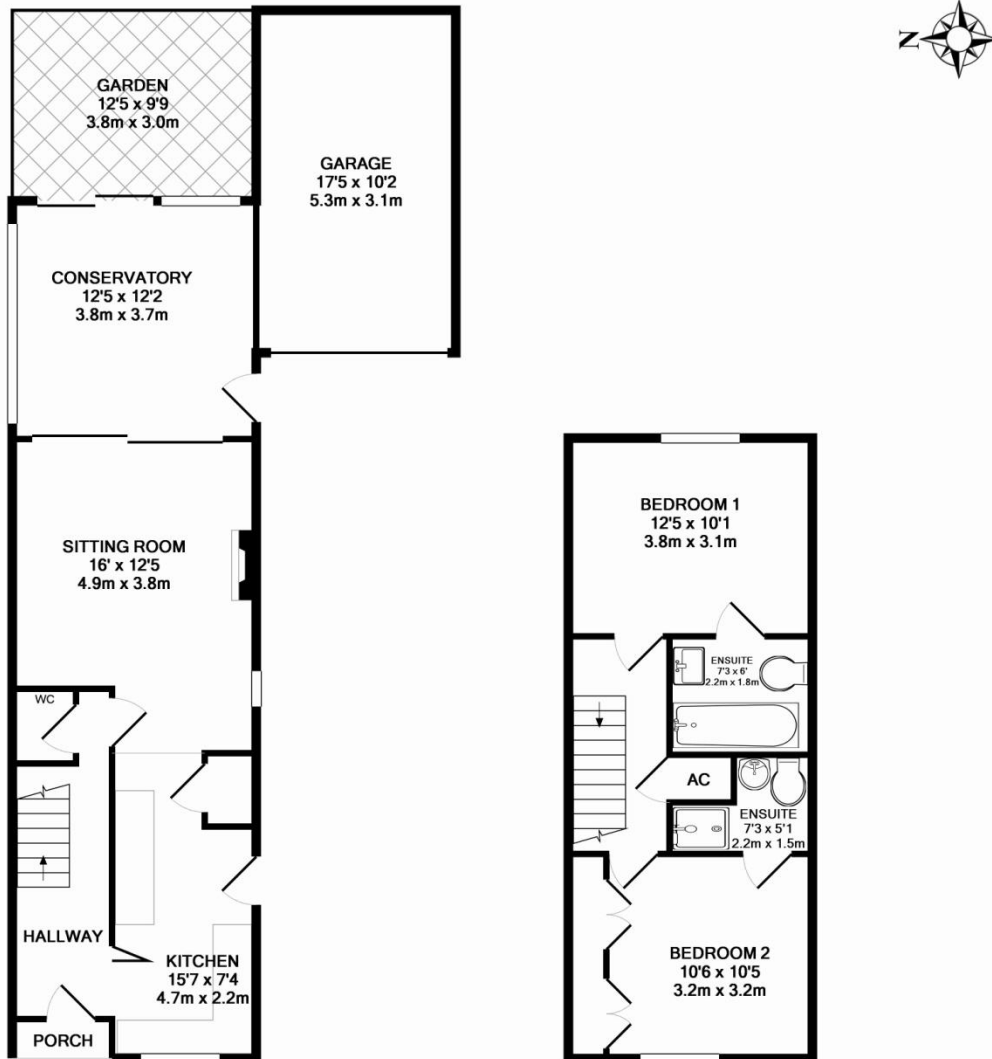 N
GARDEN
12'5 x 9'9
3.8m x 3.0m
GARAGE
17'5 x 10'2
5.3m x 3.1m
CONSERVATORY
12'5 x 12'2
3.8m x 3.7m
SITTING ROOM
16' x 12'5
4.9m x 3.8m
WC
HALLWAY
KITCHEN
15'7 x 7'4
4.7m x 2.2m
PORCH
BEDROOM 1
12'5 x 10'1
3.8m x 3.1m
ENSUITE
7'3 x 6'
2.2m x 1.8m
AC
ENSUITE
7'3 x 5'1
2.2m x 1.5m
BEDROOM 2
10'6 x 10'5
3.2m x 3.2m